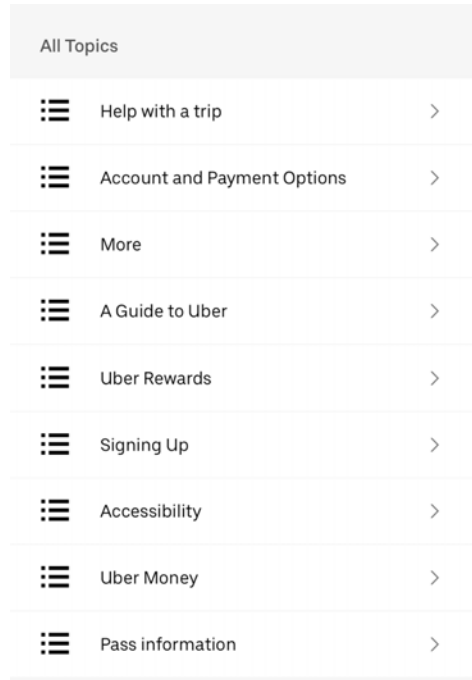 All Topics
Help with a trip
Account and Payment Options
More
A Guide to Uber
Uber Rewards
Signing Up
Accessibility
Uber Money
Pass information